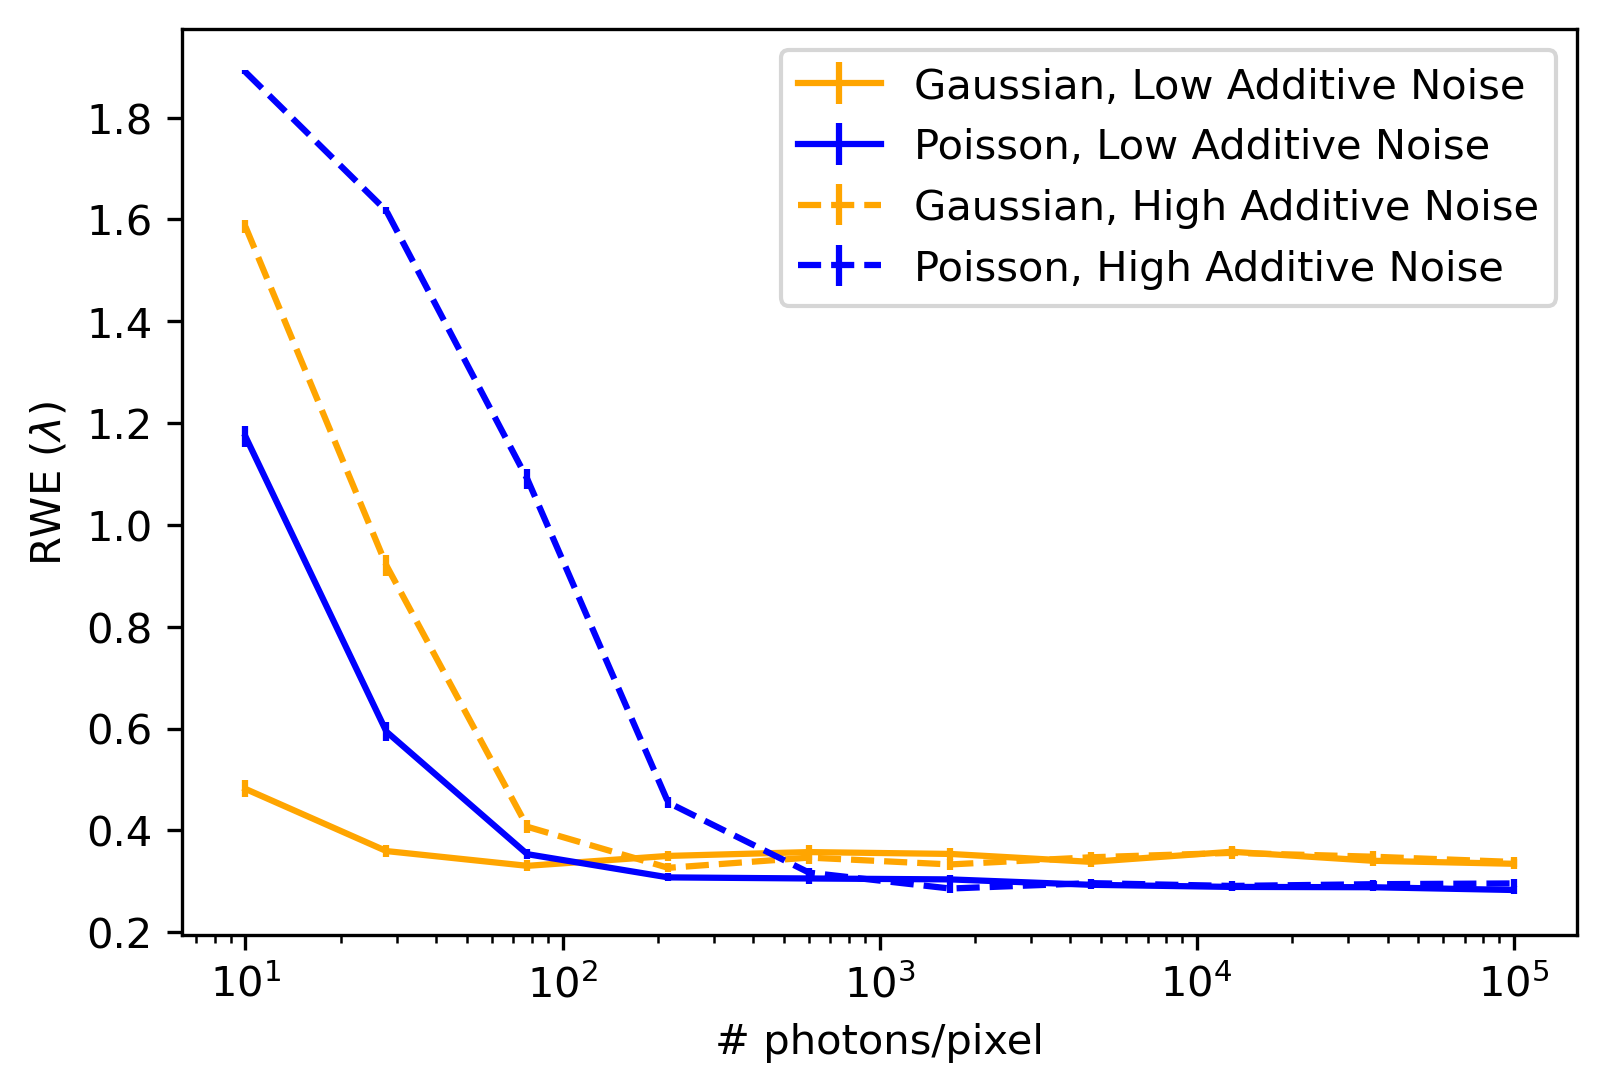 Gaussian, Low Additive Noise
Poisson, Low Additive Noise
Gaussian, High Additive Noise
Poisson, High Additive Noise
RWE (λ)
1.8
1.6
1.4
1.2
1.0
0.8
0.6
0.4
0.2
10¹ 10² 10³ 10⁴ 10⁵
# photons/pixel